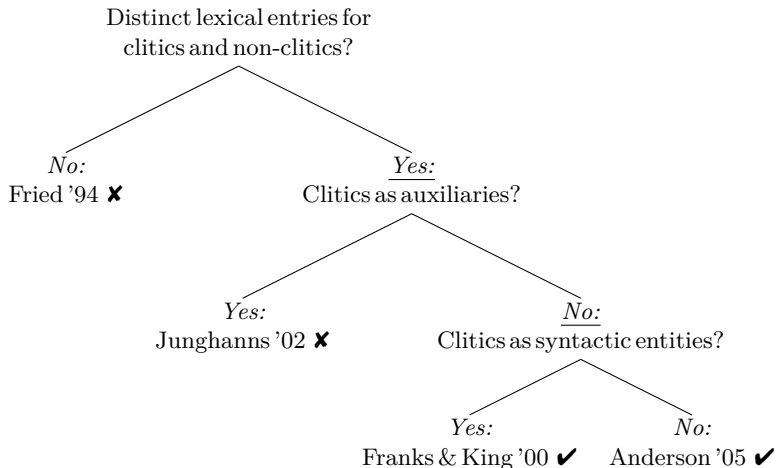 Distinct lexical entries for
clitics and non-clitics?
No:
Fried ’94 ✘
Yes:
Clitics as auxiliaries?
Yes:
Junghanns ’02 ✘
No:
Clitics as syntactic entities?
Yes:
Franks & King ’00 ✔
No:
Anderson ’05 ✔